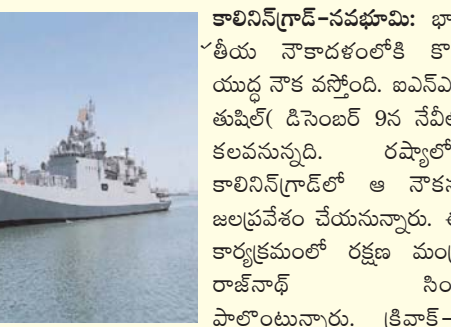 కాలినిన్‌గ్రాడ్-నవభూమి: భా
తీయ నౌకాదళంలోకి కొ
యుద్ధ నౌక వస్తోంది. ఐఎన్ఎ
తుషిల్( డిసెంబర్ 9న నేవీల
కలవనున్నది. రష్యాలో
కాలినిన్‌గ్రాడ్‌లో ఆ నౌకన
జలప్రవేశం చేయనున్నారు. ఈ
కార్యక్రమంలో రక్షణ మంత్ర
రాజ్‌నాథ్ సిం
పాల్గొంటున్నారు. క్రివాక్-